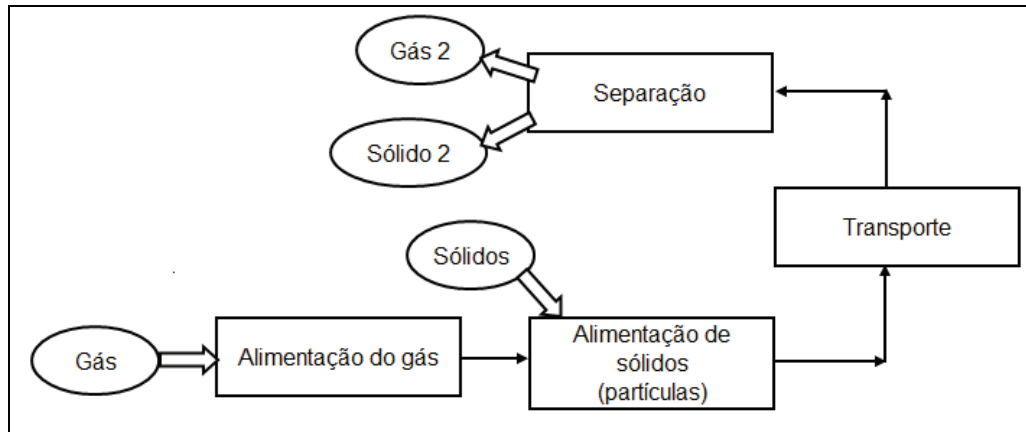 Gás 2
Separação
Sólido 2
Transporte
Sólidos
Gás
Alimentação do gás
Alimentação de
sólidos
(partículas)